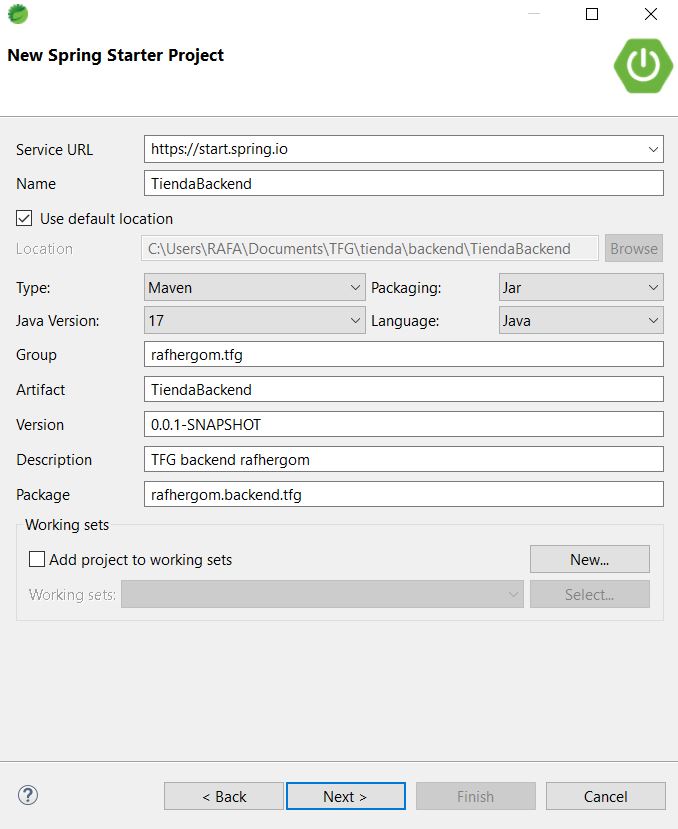 New Spring Starter Project
Service URL https://start.spring.io
Name TiendaBackend
Use default location
Location C:\Users\RAFA\Documents\TFG\tienda\backend\TiendaBackend Browse
Type: Maven Packaging: Jar
Java Version: 17 Language: Java
Group rafhergom.tfg
Artifact TiendaBackend
Version 0.0.1-SNAPSHOT
Description TFG backend rafhergom
Package rafhergom.backend.tfg
Working sets
Add project to working sets New...
Working sets: Select...
? < Back Next > Finish Cancel